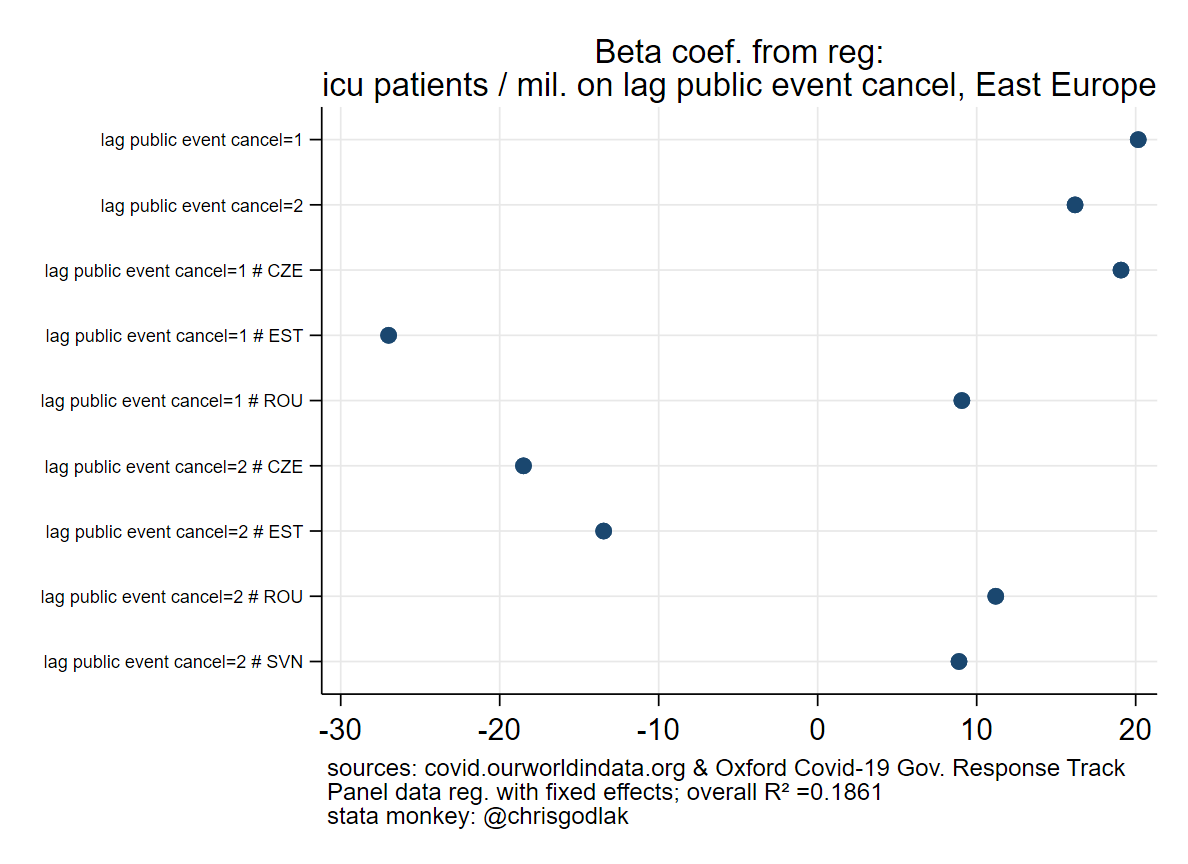 Beta coef. from reg:
icu patients / mil. on lag public event cancel, East Europe
lag public event cancel=1
lag public event cancel=2
lag public event cancel=1 # CZE
lag public event cancel=1 # EST
lag public event cancel=1 # ROU
lag public event cancel=2 # CZE
lag public event cancel=2 # EST
lag public event cancel=2 # ROU
lag public event cancel=2 # SVN
-30 -20 -10 0 10 20
sources: covid.ourworldindata.org & Oxford Covid-19 Gov. Response Track
Panel data reg. with fixed effects; overall R² =0.1861
stata monkey: @chrisgodlak